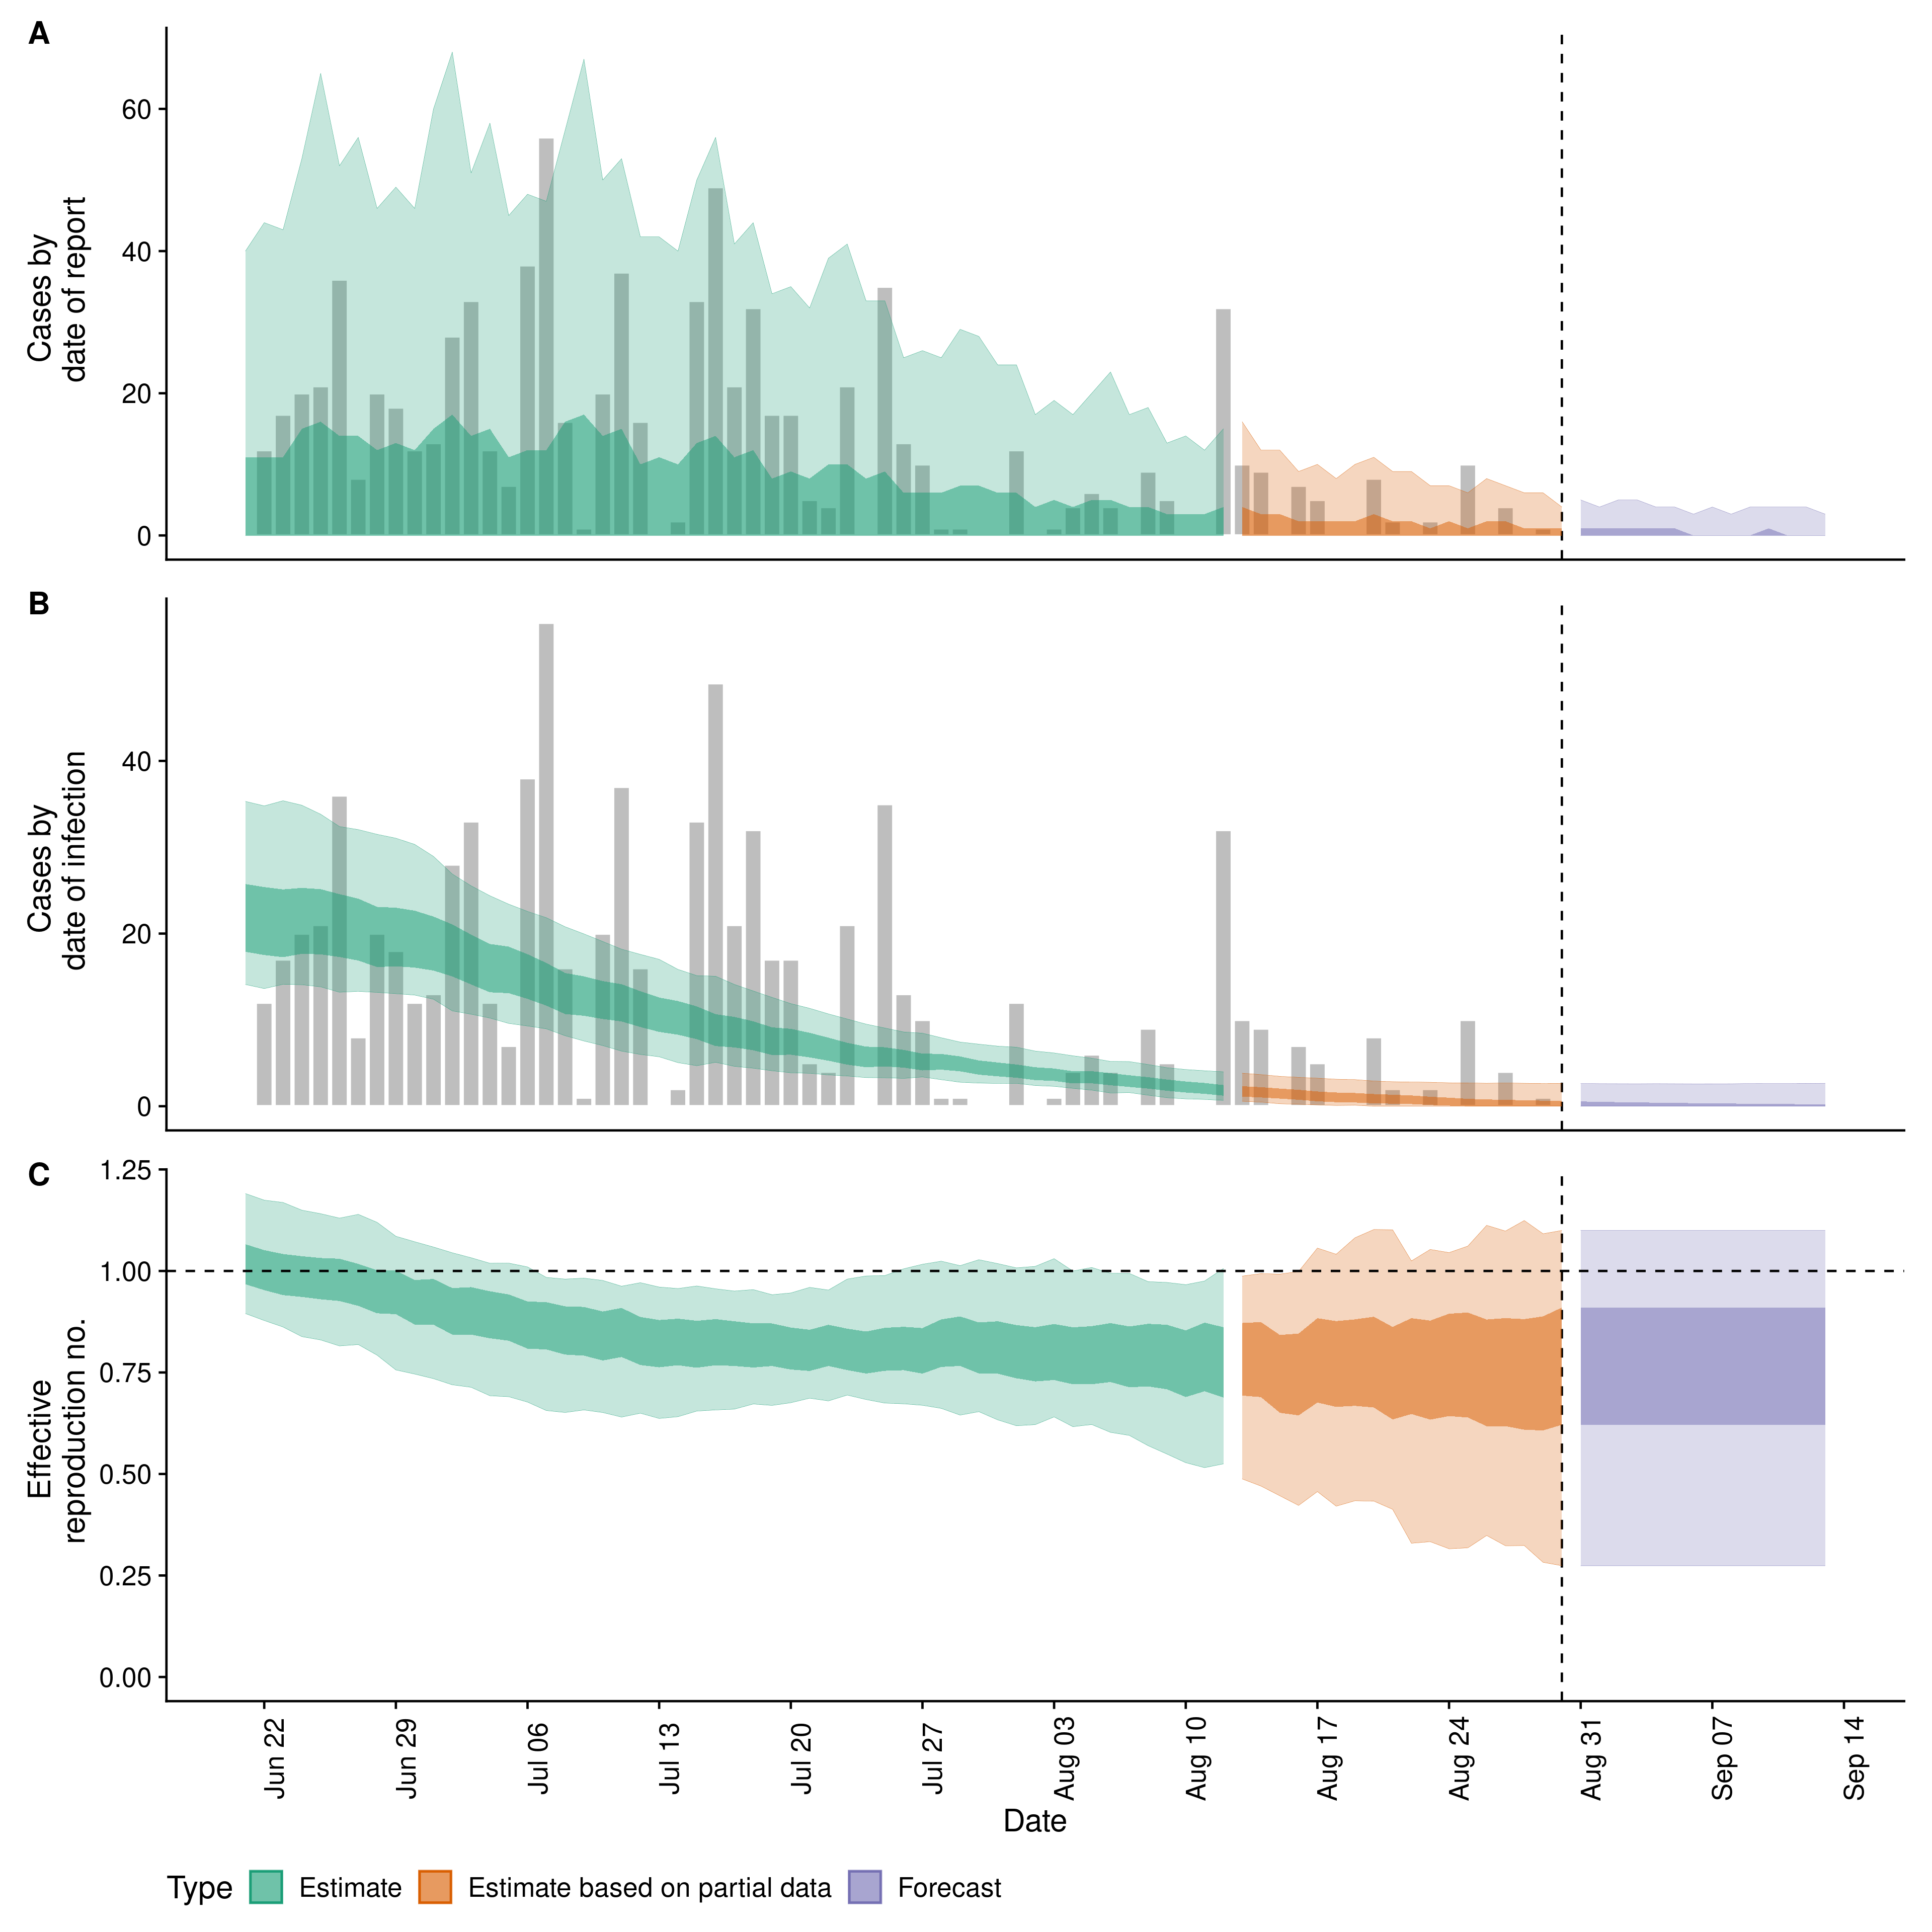 A
Cases by
date of report
60
40
20
0
B
Cases by
date of infection
40
20
0
C
Effective
reproduction no.
1.25
1.00
0.75
0.50
0.25
0.00
Jun 22
Jun 29
Jul 06
Jul 13
Jul 20
Jul 27
Aug 03
Aug 10
Aug 17
Aug 24
Aug 31
Sep 07
Sep 14
Date
Type Estimate Estimate based on partial data Forecast